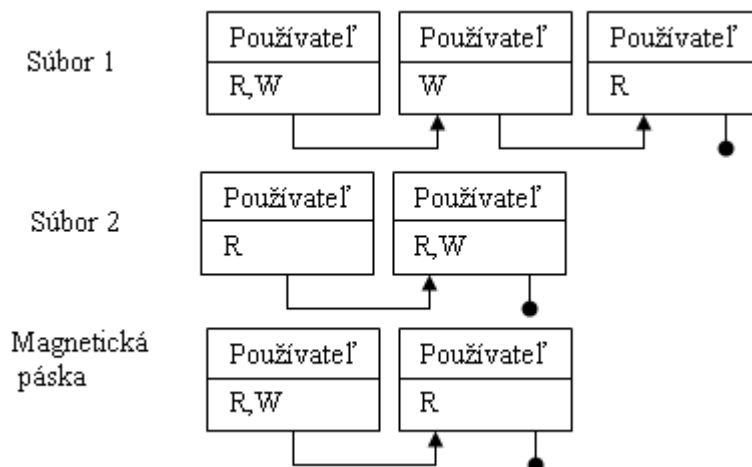 Súbor 1
Používateľ
R,W
Používateľ
W
Používateľ
R
Súbor 2
Používateľ
R
Používateľ
R,W
Magnetická
páska
Používateľ
R,W
Používateľ
R